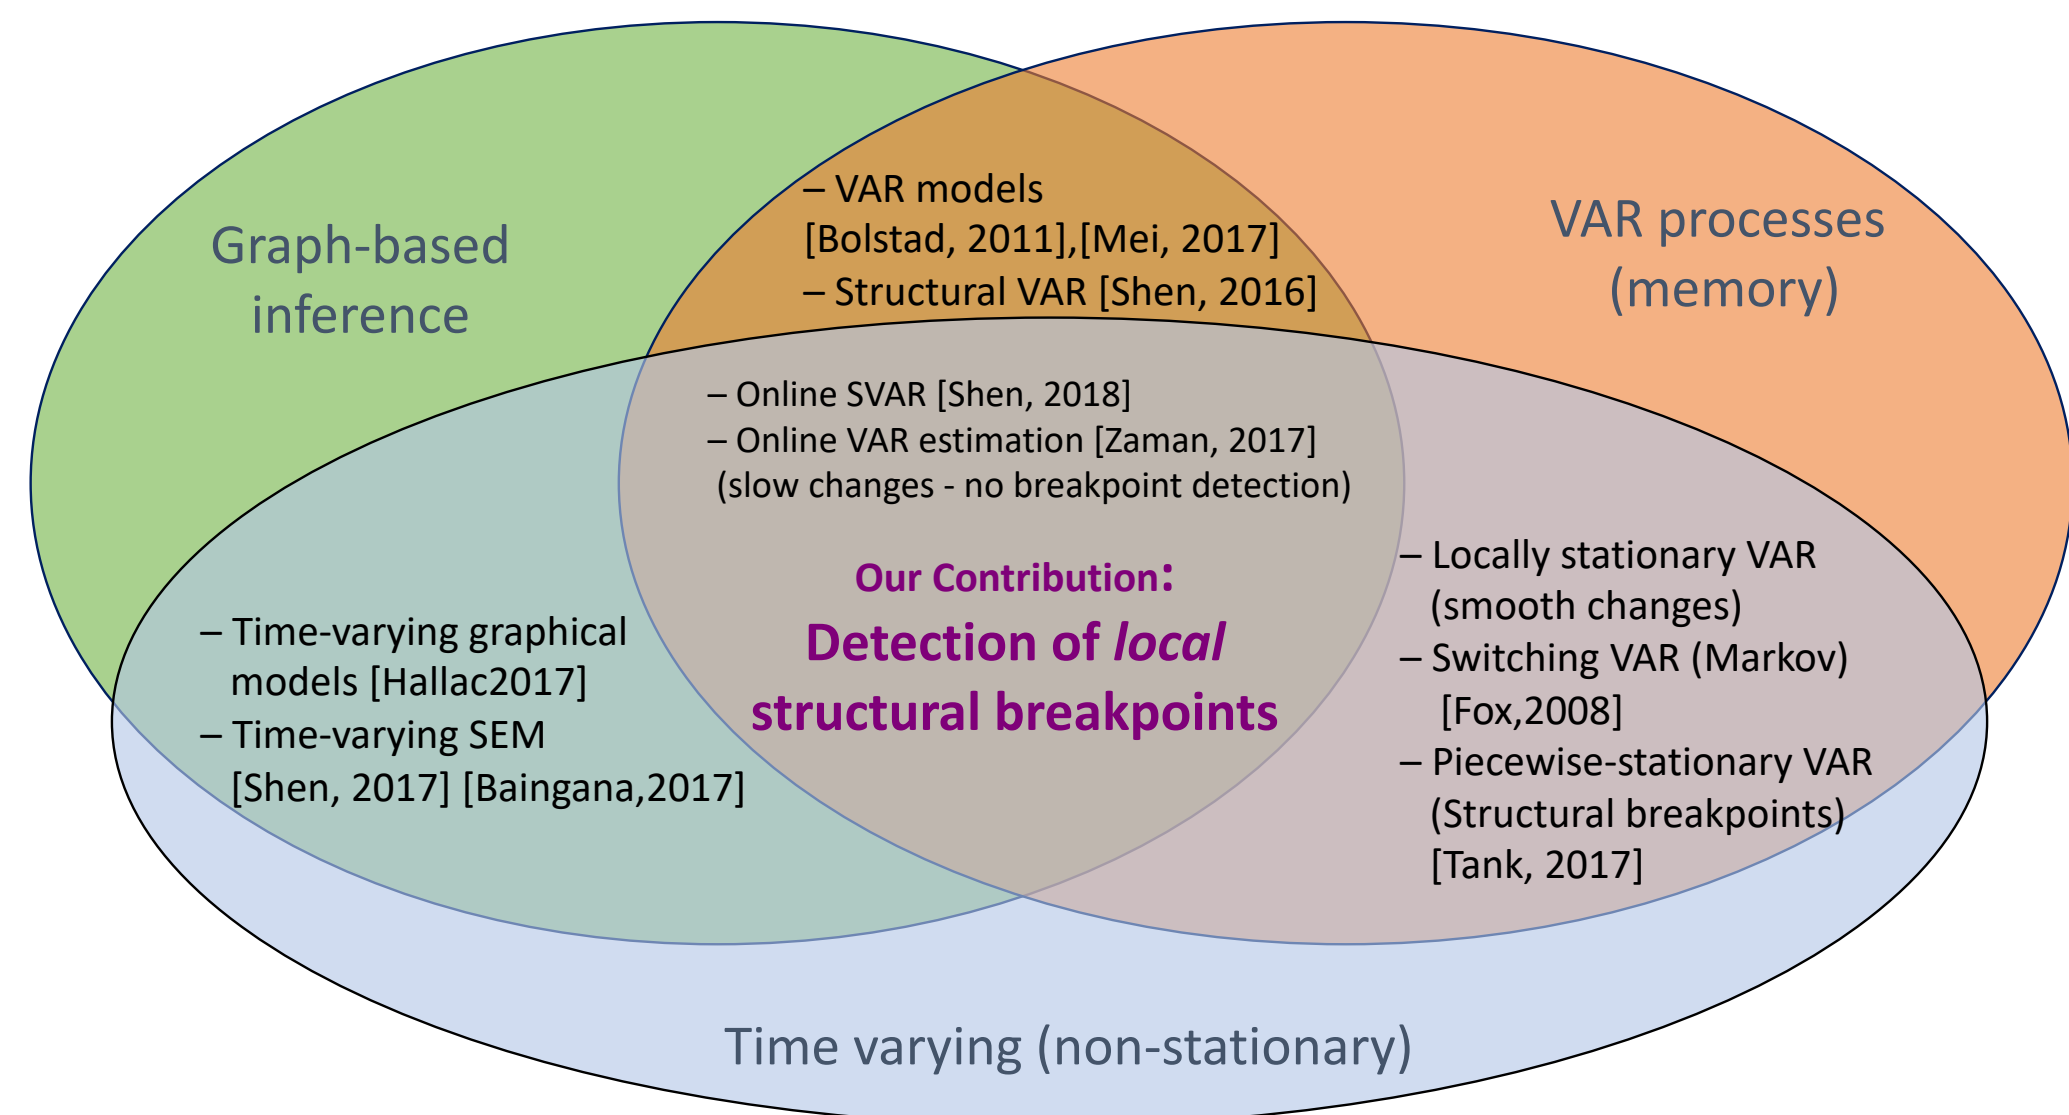 Graph-based
inference
VAR processes
(memory)
– VAR models
[Bolstad, 2011],[Mei, 2017]
– Structural VAR [Shen, 2016]
– Online SVAR [Shen, 2018]
– Online VAR estimation [Zaman, 2017]
(slow changes - no breakpoint detection)
Our Contribution:
Detection of local
structural breakpoints
– Time-varying graphical
models [Hallac2017]
– Time-varying SEM
[Shen, 2017] [Baingana,2017]
– Locally stationary VAR
(smooth changes)
– Switching VAR (Markov)
[Fox,2008]
– Piecewise-stationary VAR
(Structural breakpoints)
[Tank, 2017]
Time varying (non-stationary)